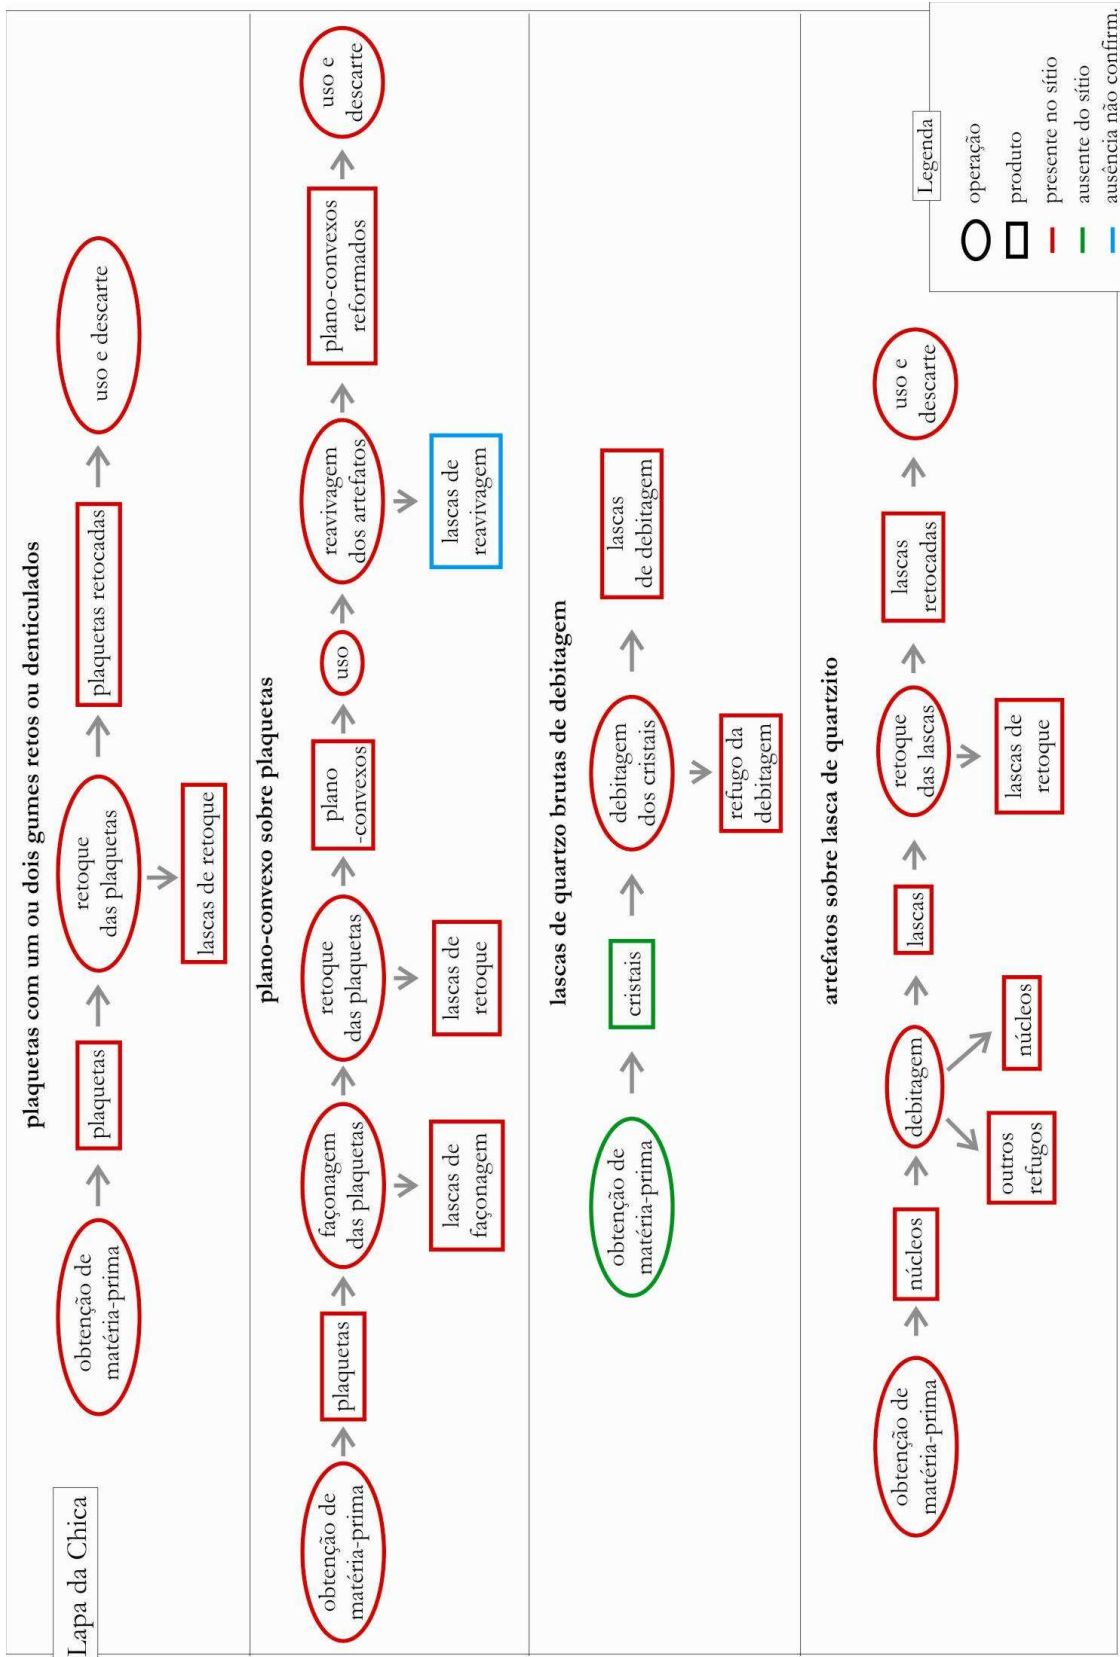 Lapa da Chica
plaquetas com um ou dois gumes retos ou denticulados
obtenção de
matéria-prima
plaquetas
retoque
das plaquetas
lascas de retoque
plaquetas retocadas
uso e descarte
plano-convexo sobre plaquetas
obtenção de
matéria-prima
plaquetas
façonagem
das plaquetas
lascas de
façonagem
retoque
das plaquetas
lascas de
retoque
plano
-convexos
uso
reavivagem
dos artefatos
lascas de
reavivagem
plano-convexos
reformados
uso e
descarte
lascas de quartzo brutas de debitagem
obtenção de
matéria-prima
cristais
debitagem
dos cristais
refugo da
debitagem
lascas
de debitagem
artefatos sobre lasca de quartzito
obtenção de
matéria-prima
núcleos
debitagem
outros
refugos
núcleos
lascas
retoque
das lascas
lascas de
retoque
lascas
retocadas
uso e
descarte
Legenda
operação
produto
presente no sítio
ausente do sítio
ausência não confirm.